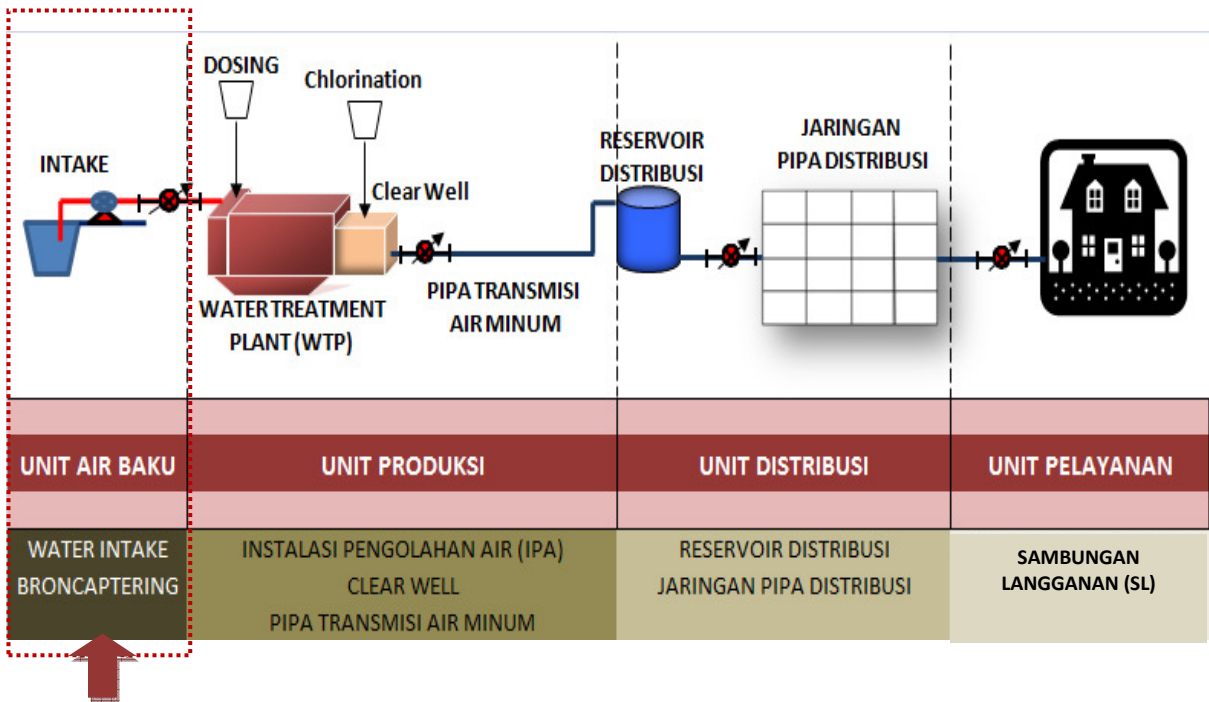 DOSING
Chlorination
INTAKE
Clear Well
WATER TREATMENT
PLANT (WTP)
PIPA TRANSMISI
AIR MINUM
RESERVOIR
DISTRIBUSI
JARINGAN
PIPA DISTRIBUSI
UNIT AIR BAKU
UNIT PRODUKSI
UNIT DISTRIBUSI
UNIT PELAYANAN
WATER INTAKE
BRONCAPTERING
INSTALASI PENGOLAHAN AIR (IPA)
CLEAR WELL
PIPA TRANSMISI AIR MINUM
RESERVOIR DISTRIBUSI
JARINGAN PIPA DISTRIBUSI
SAMBUNGAN
LANGGANAN (SL)